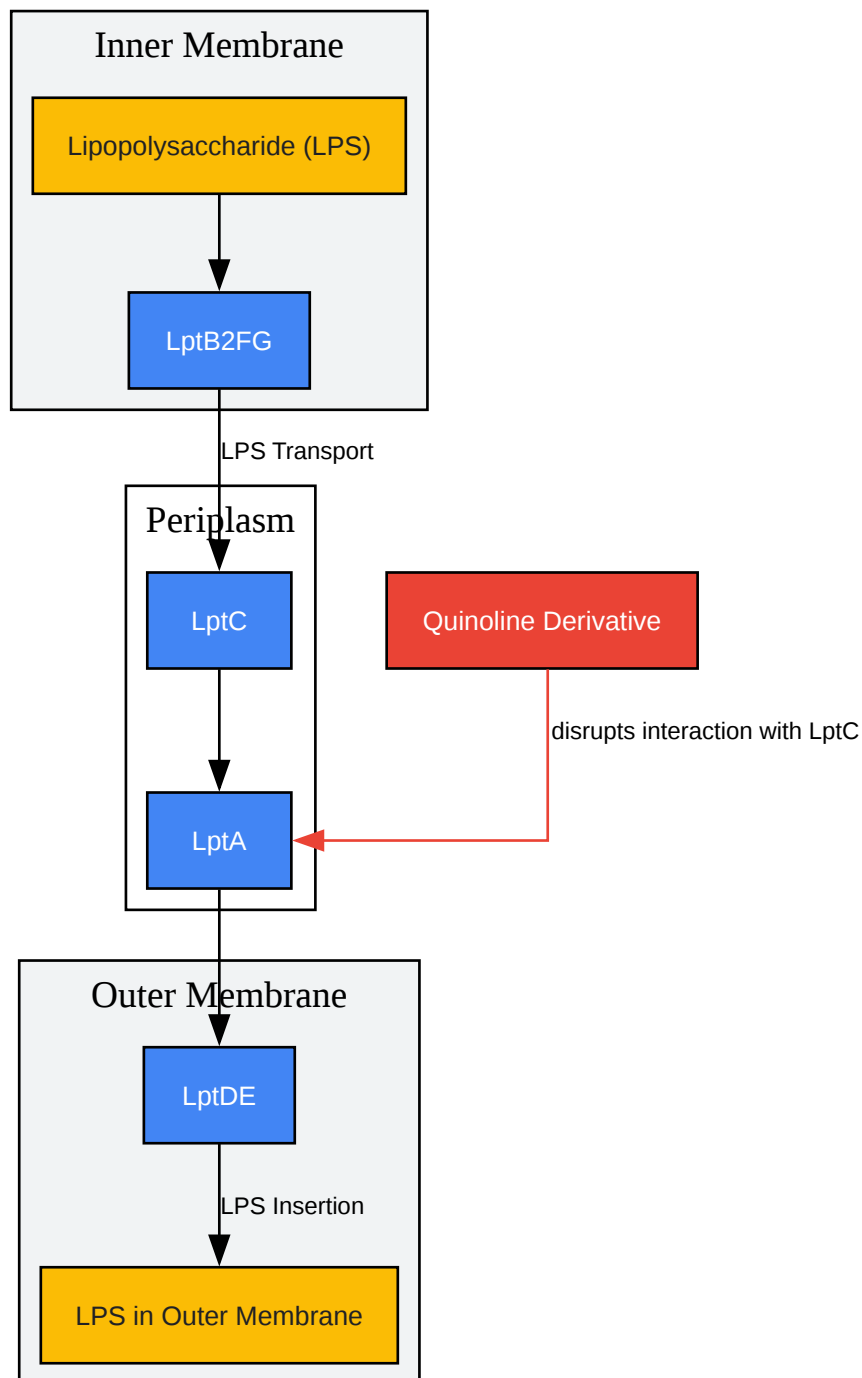 Inner Membrane
Lipopolysaccharide (LPS)
LptB2FG
LPS Transport
Periplasm
LptC
Quinoline Derivative
disrupts interaction with LptC
LptA
Outer Membrane
LptDE
LPS Insertion
LPS in Outer Membrane